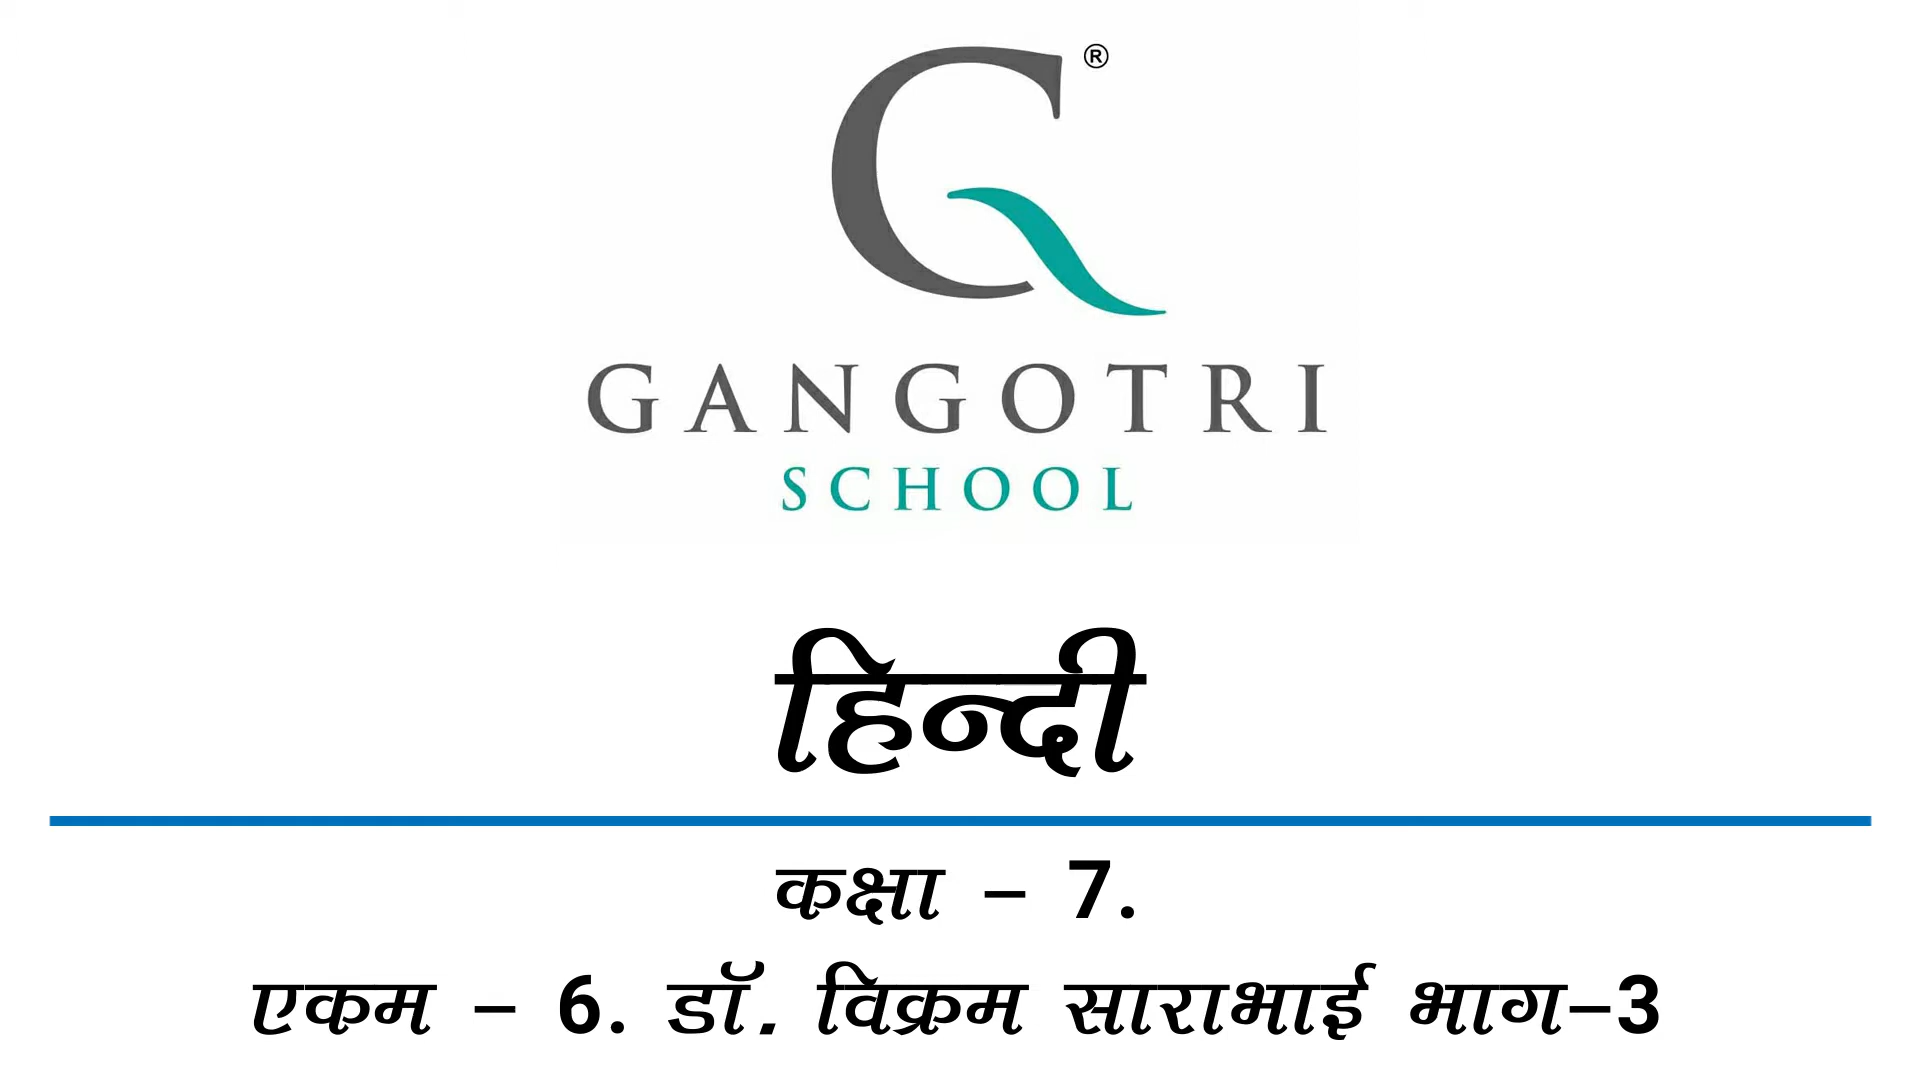 ®
GANGOTRI
SCHOOL
हिन्दी
कक्षा – 7.
एकम – 6. डॉ. विक्रम साराभाई भाग–3